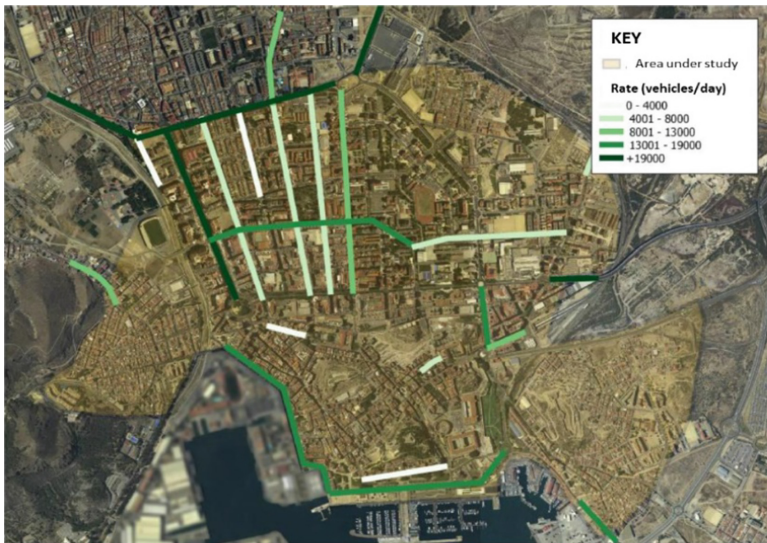 KEY
Area under study
Rate (vehicles/day)
0 - 4000
4001 - 8000
8001 - 13000
13001 - 19000
+19000